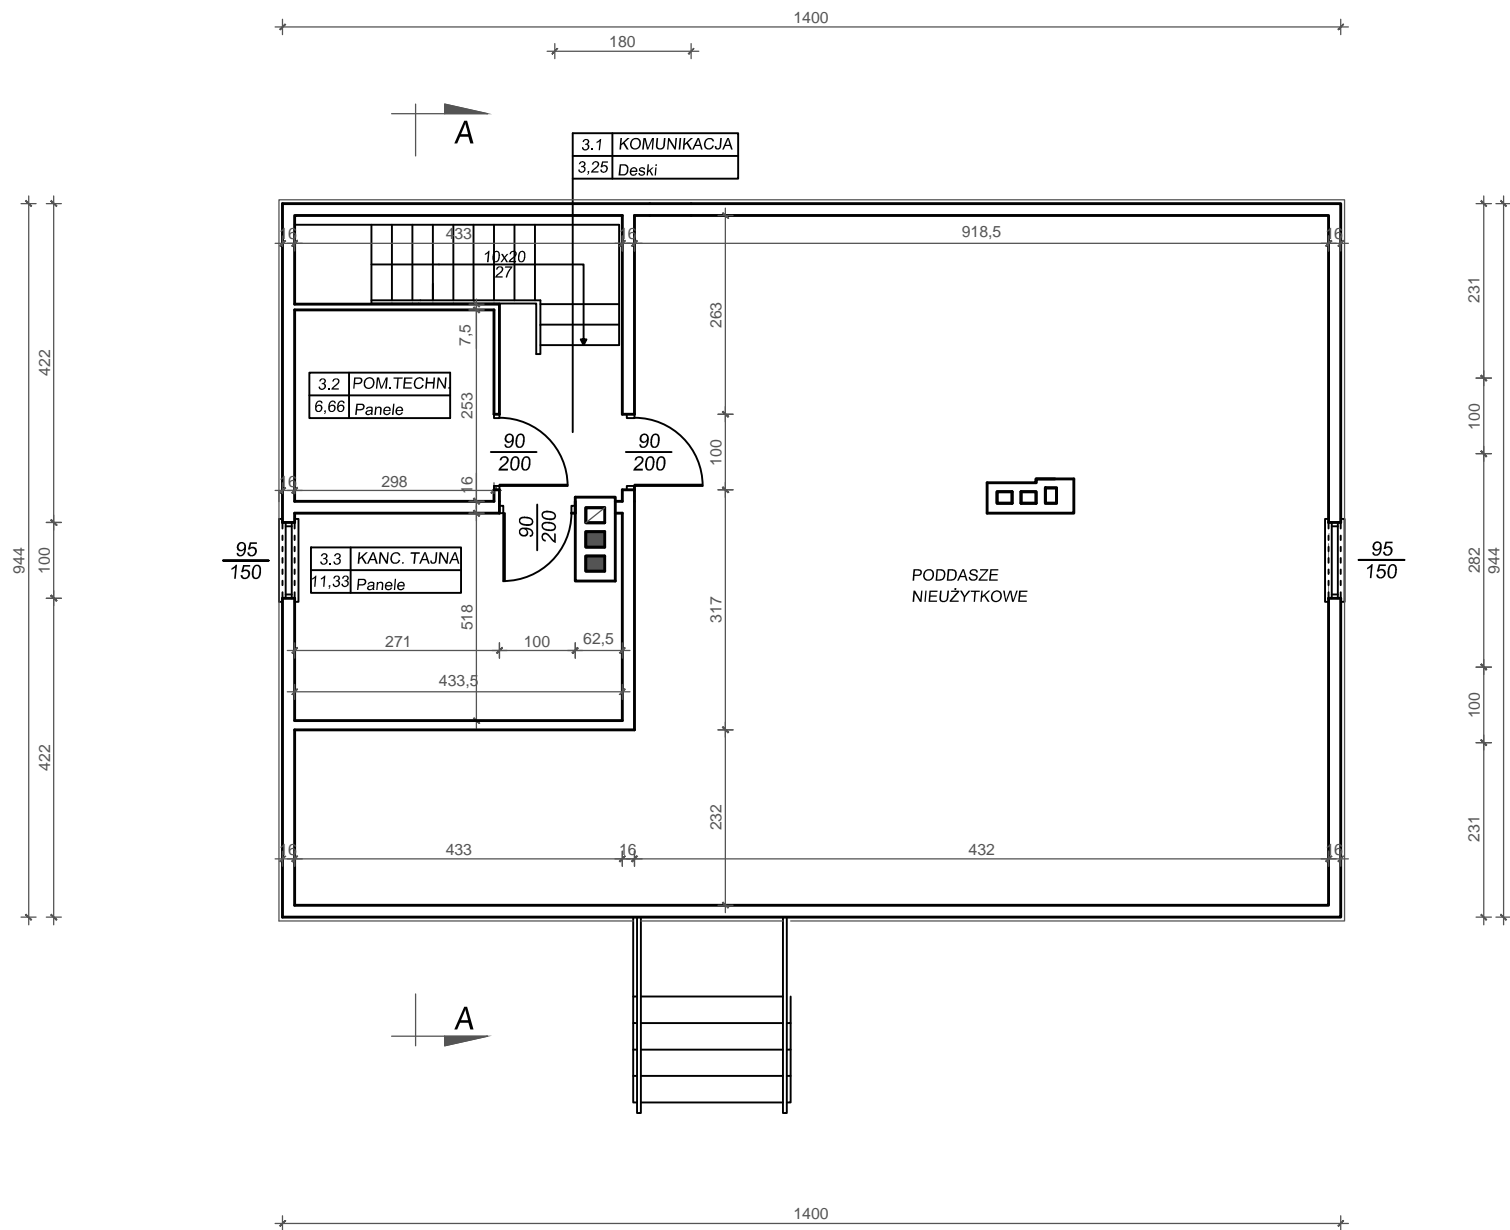 1400
180
A
3.1 KOMUNIKACJA
3,25 Deski
16 433 16 918,5 16
10x20
27
263
7,5
231
422
3.2 POM.TECHN.
6,66 Panele
253
100
90
200
90
200
100
16 298 16
90
200
95
150
3.3 KANC. TAJNA
11,33 Panele
944
100
518
317
282
944
95
150
PODDASZE
NIEUŻYTKOWE
271 100 62,5
433,5
100
422
232
231
16 433 16 432 16
A
1400